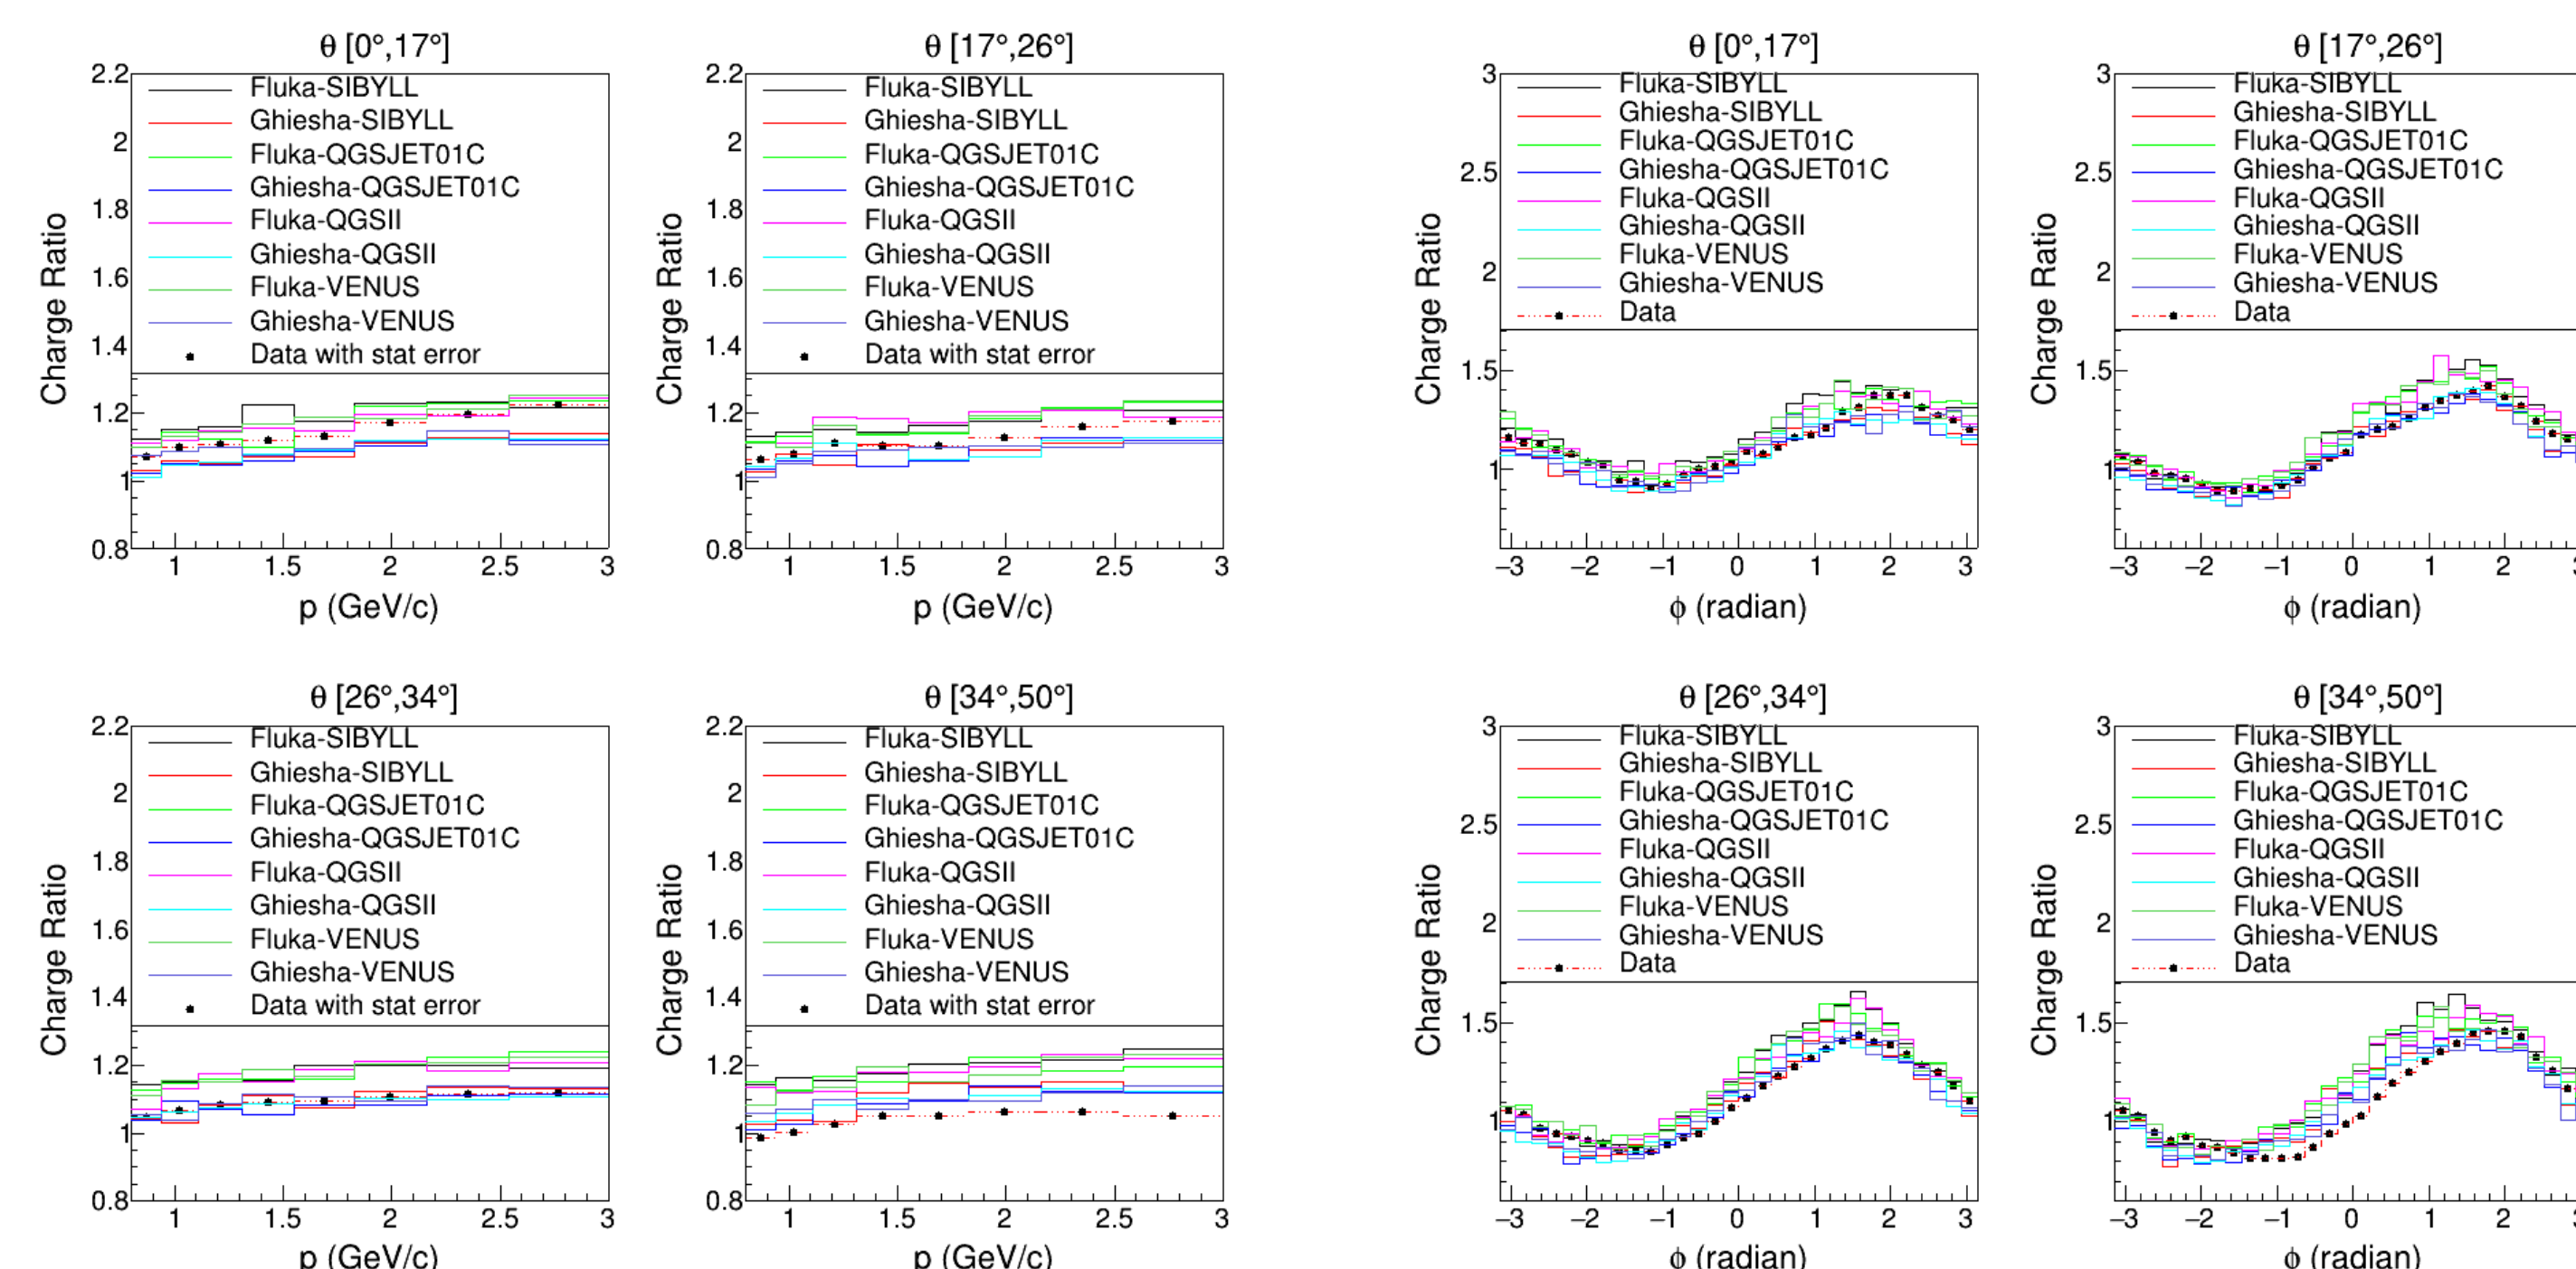 θ [0°,17°]
Charge Ratio
2.2
2
1.8
1.6
1.4
1.2
1
0.8
Fluka-SIBYLL
Ghiesha-SIBYLL
Fluka-QGSJET01C
Ghiesha-QGSJET01C
Fluka-QGSII
Ghiesha-QGSII
Fluka-VENUS
Ghiesha-VENUS
Data with stat error
1 1.5 2 2.5 3
p (GeV/c)
θ [17°,26°]
Charge Ratio
2.2
2
1.8
1.6
1.4
1.2
1
0.8
Fluka-SIBYLL
Ghiesha-SIBYLL
Fluka-QGSJET01C
Ghiesha-QGSJET01C
Fluka-QGSII
Ghiesha-QGSII
Fluka-VENUS
Ghiesha-VENUS
Data with stat error
1 1.5 2 2.5 3
p (GeV/c)
θ [0°,17°]
Charge Ratio
3
2.5
2
1.5
1
Fluka-SIBYLL
Ghiesha-SIBYLL
Fluka-QGSJET01C
Ghiesha-QGSJET01C
Fluka-QGSII
Ghiesha-QGSII
Fluka-VENUS
Ghiesha-VENUS
Data
−3 −2 −1 0 1 2 3
ϕ (radian)
θ [17°,26°]
Charge Ratio
3
2.5
2
1.5
1
Fluka-SIBYLL
Ghiesha-SIBYLL
Fluka-QGSJET01C
Ghiesha-QGSJET01C
Fluka-QGSII
Ghiesha-QGSII
Fluka-VENUS
Ghiesha-VENUS
Data
−3 −2 −1 0 1 2
ϕ (radian)
θ [26°,34°]
Charge Ratio
2.2
2
1.8
1.6
1.4
1.2
1
0.8
Fluka-SIBYLL
Ghiesha-SIBYLL
Fluka-QGSJET01C
Ghiesha-QGSJET01C
Fluka-QGSII
Ghiesha-QGSII
Fluka-VENUS
Ghiesha-VENUS
Data with stat error
1 1.5 2 2.5 3
p (GeV/c)
θ [34°,50°]
Charge Ratio
2.2
2
1.8
1.6
1.4
1.2
1
0.8
Fluka-SIBYLL
Ghiesha-SIBYLL
Fluka-QGSJET01C
Ghiesha-QGSJET01C
Fluka-QGSII
Ghiesha-QGSII
Fluka-VENUS
Ghiesha-VENUS
Data with stat error
1 1.5 2 2.5 3
p (GeV/c)
θ [26°,34°]
Charge Ratio
3
2.5
2
1.5
1
Fluka-SIBYLL
Ghiesha-SIBYLL
Fluka-QGSJET01C
Ghiesha-QGSJET01C
Fluka-QGSII
Ghiesha-QGSII
Fluka-VENUS
Ghiesha-VENUS
Data
−3 −2 −1 0 1 2 3
ϕ (radian)
θ [34°,50°]
Charge Ratio
3
2.5
2
1.5
1
Fluka-SIBYLL
Ghiesha-SIBYLL
Fluka-QGSJET01C
Ghiesha-QGSJET01C
Fluka-QGSII
Ghiesha-QGSII
Fluka-VENUS
Ghiesha-VENUS
Data
−3 −2 −1 0 1 2
ϕ (radian)